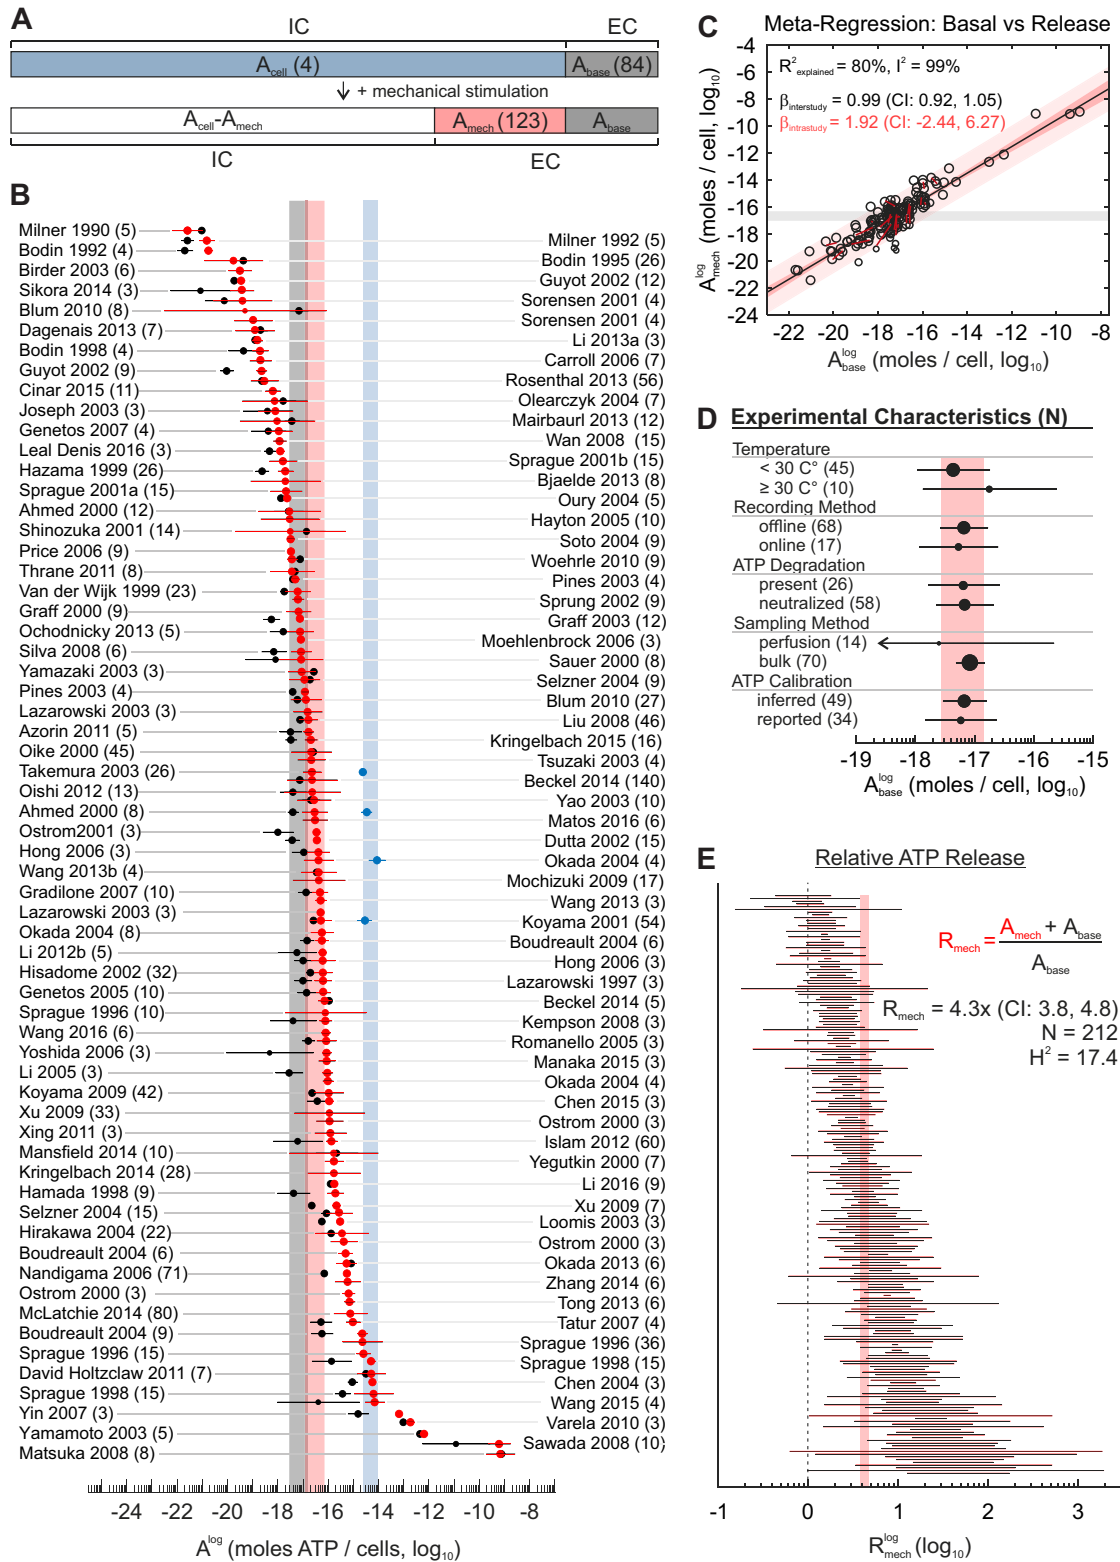 A
IC EC
A_cell (4) A_base (84)
↓ + mechanical stimulation
A_cell-A_mech A_mech (123) A_base
IC EC
B
Milner 1990 (5)
Milner 1992 (5)
Bodin 1992 (4)
Bodin 1995 (26)
Birder 2003 (6)
Guyot 2002 (12)
Sikora 2014 (3)
Sorensen 2001 (4)
Blum 2010 (8)
Sorensen 2001 (4)
Dagenais 2013 (7)
Li 2013a (3)
Bodin 1998 (4)
Carroll 2006 (7)
Guyot 2002 (9)
Rosenthal 2013 (56)
Cinar 2015 (11)
Olearczyk 2004 (7)
Joseph 2003 (3)
Mairbaurl 2013 (12)
Genetos 2007 (4)
Wan 2008 (15)
Leal Denis 2016 (3)
Sprague 2001b (15)
Hazama 1999 (26)
Bjaelde 2013 (8)
Sprague 2001a (15)
Oury 2004 (5)
Ahmed 2000 (12)
Hayton 2005 (10)
Shinozuka 2001 (14)
Soto 2004 (9)
Price 2006 (9)
Woehrle 2010 (9)
Thrane 2011 (8)
Pines 2003 (4)
Van der Wijk 1999 (23)
Sprung 2002 (9)
Graff 2000 (9)
Graff 2003 (12)
Ochodnicky 2013 (5)
Moehlenbrock 2006 (3)
Silva 2008 (6)
Sauer 2000 (8)
Yamazaki 2003 (3)
Selzner 2004 (9)
Pines 2003 (4)
Blum 2010 (27)
Lazarowski 2003 (3)
Liu 2008 (46)
Azorin 2011 (5)
Kringelbach 2015 (16)
Oike 2000 (45)
Tsuzaki 2003 (4)
Takemura 2003 (26)
Beckel 2014 (140)
Oishi 2012 (13)
Yao 2003 (10)
Ahmed 2000 (8)
Matos 2016 (6)
Ostrom2001 (3)
Dutta 2002 (15)
Hong 2006 (3)
Okada 2004 (4)
Wang 2013b (4)
Mochizuki 2009 (17)
Gradilone 2007 (10)
Wang 2013 (3)
Lazarowski 2003 (3)
Koyama 2001 (54)
Okada 2004 (8)
Boudreault 2004 (6)
Li 2012b (5)
Hong 2006 (3)
Hisadome 2002 (32)
Lazarowski 1997 (3)
Genetos 2005 (10)
Beckel 2014 (5)
Sprague 1996 (10)
Kempson 2008 (3)
Wang 2016 (6)
Romanello 2005 (3)
Yoshida 2006 (3)
Manaka 2015 (3)
Li 2005 (3)
Okada 2004 (4)
Koyama 2009 (42)
Chen 2015 (3)
Xu 2009 (33)
Ostrom 2000 (3)
Xing 2011 (3)
Islam 2012 (60)
Mansfield 2014 (10)
Yegutkin 2000 (7)
Kringelbach 2014 (28)
Li 2016 (9)
Hamada 1998 (9)
Xu 2009 (7)
Selzner 2004 (15)
Loomis 2003 (3)
Hirakawa 2004 (22)
Ostrom 2000 (3)
Boudreault 2004 (6)
Okada 2013 (6)
Nandigama 2006 (71)
Zhang 2014 (6)
Ostrom 2000 (3)
Tong 2013 (6)
McLatchie 2014 (80)
Tatur 2007 (4)
Boudreault 2004 (9)
Sprague 1996 (36)
Sprague 1996 (15)
Sprague 1998 (15)
David Holtzclaw 2011 (7)
Chen 2004 (3)
Sprague 1998 (15)
Wang 2015 (4)
Yin 2007 (3)
Varela 2010 (3)
Yamamoto 2003 (5)
Sawada 2008 (10)
Matsuka 2008 (8)
-24 -22 -20 -18 -16 -14 -12 -10 -8
A^log (moles ATP / cells, log10)
C
Meta-Regression: Basal vs Release
R²_explained = 80%, I² = 99%
β_interstudy = 0.99 (CI: 0.92, 1.05)
β_intrastudy = 1.92 (CI: -2.44, 6.27)
-4
-6
-8
-10
-12
-14
-16
-18
-20
-22
-24
A^log_mech (moles / cell, log10)
-22 -20 -18 -16 -14 -12 -10 -8
A^log_base (moles / cell, log10)
D
Experimental Characteristics (N)
Temperature
< 30 C° (45)
≥ 30 C° (10)
Recording Method
offline (68)
online (17)
ATP Degradation
present (26)
neutralized (58)
Sampling Method
perfusion (14)
bulk (70)
ATP Calibration
inferred (49)
reported (34)
-19 -18 -17 -16 -15
A^log_base (moles / cell, log10)
E
Relative ATP Release
R_mech = A_mech + A_base / A_base
R_mech = 4.3x (CI: 3.8, 4.8)
N = 212
H² = 17.4
-1 0 1 2 3
R^log_mech (log10)